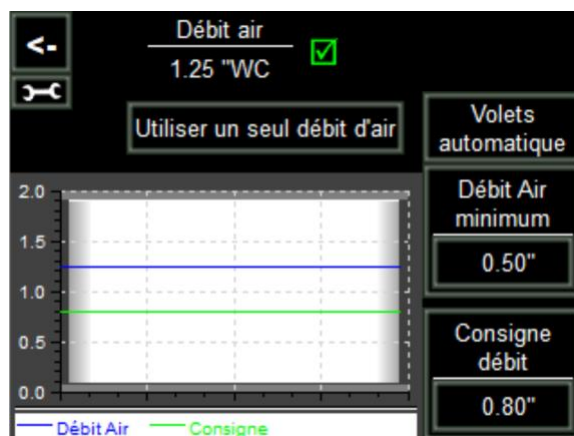 <-
Débit air
1.25 "WC
Utiliser un seul débit d'air
Volets
automatique
Débit Air
minimum
0.50"
Consigne
débit
0.80"
2.0
1.5
1.0
0.5
0.0
Débit Air
Consigne